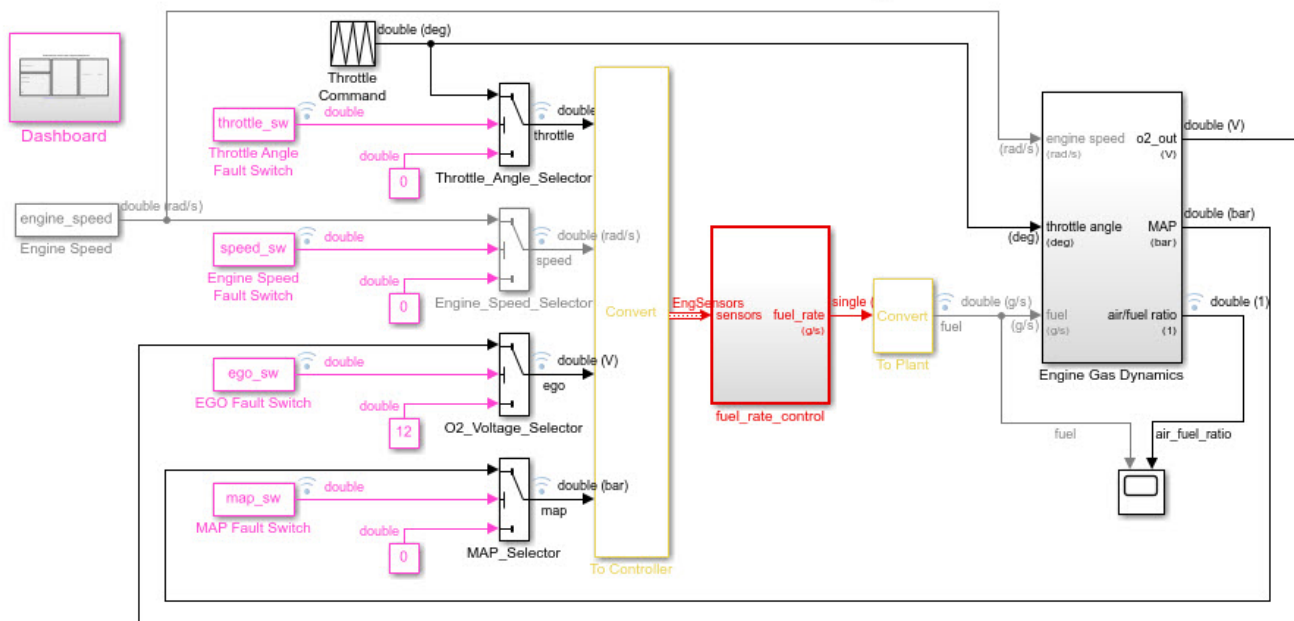 double (deg)
Throttle
Command
Dashboard
throttle_sw
double
Throttle Angle
Fault Switch
double
0
double
throttle
Throttle_Angle_Selector
engine_speed
double (rad/s)
Engine Speed
speed_sw
double
Engine Speed
Fault Switch
double
0
double (rad/s)
speed
Engine_Speed_Selector
ego_sw
double
EGO Fault Switch
double
12
double (V)
ego
O2_Voltage_Selector
map_sw
double
MAP Fault Switch
double
0
double (bar)
map
MAP_Selector
Convert
To Controller
EngSensors
sensors
fuel_rate
(g/s)
fuel_rate_control
single (
Convert
To Plant
double (g/s)
fuel
(g/s)
(rad/s)
engine speed
(rad/s)
(deg)
throttle angle
(deg)
fuel
(g/s)
o2_out
(V)
MAP
(bar)
air/fuel ratio
(1)
Engine Gas Dynamics
double (V)
double (bar)
double (1)
fuel
air_fuel_ratio